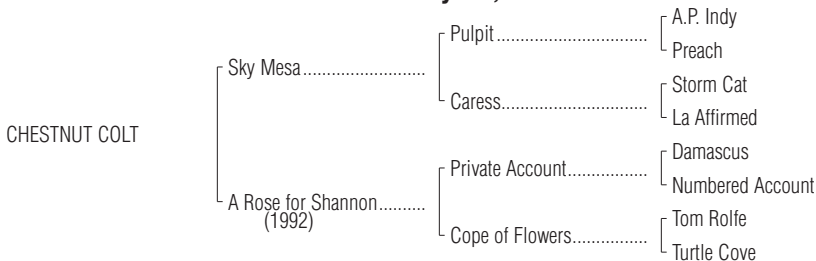 A.P. Indy
Pulpit
Preach
Sky Mesa
Storm Cat
Caress
La Affirmed
CHESTNUT COLT
Damascus
Private Account
Numbered Account
A Rose for Shannon
(1992)
Tom Rolfe
Cope of Flowers
Turtle Cove